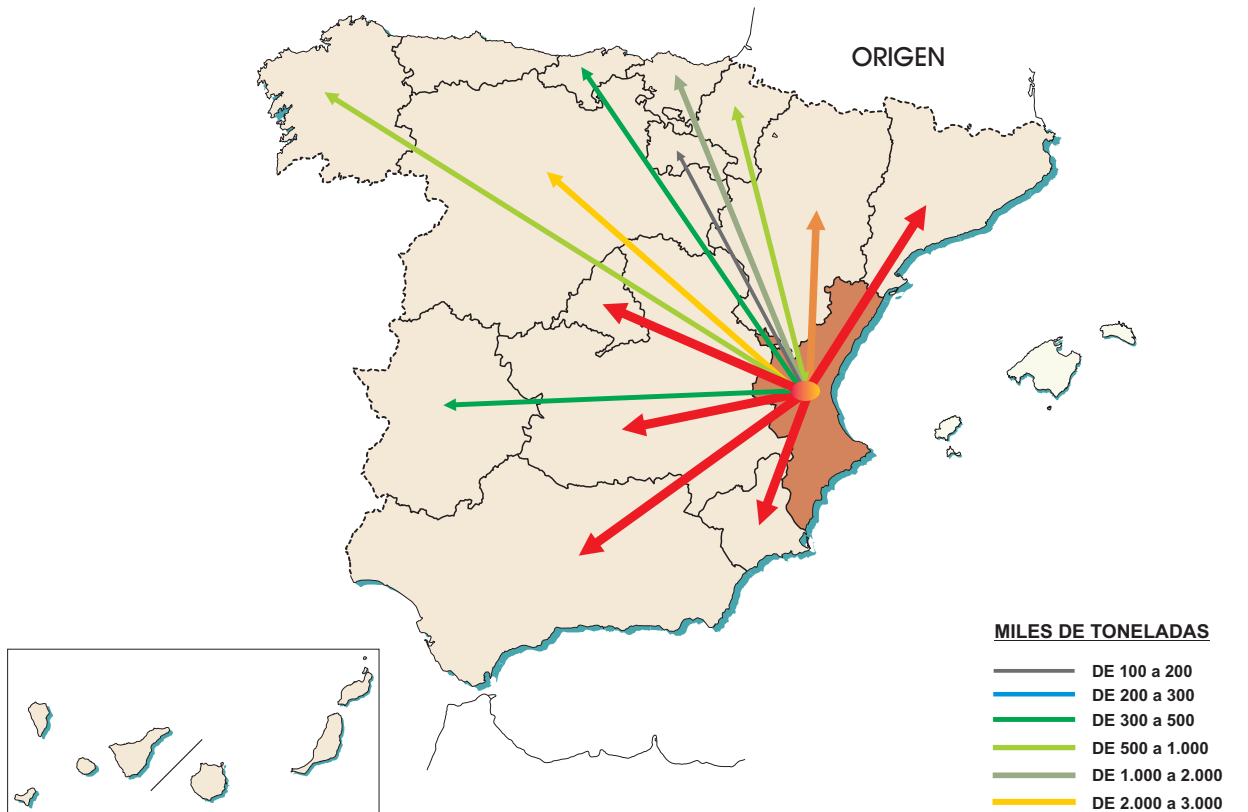 ORIGEN
MILES DE TONELADAS
DE 100 a 200
DE 200 a 300
DE 300 a 500
DE 500 a 1.000
DE 1.000 a 2.000
DE 2.000 a 3.000